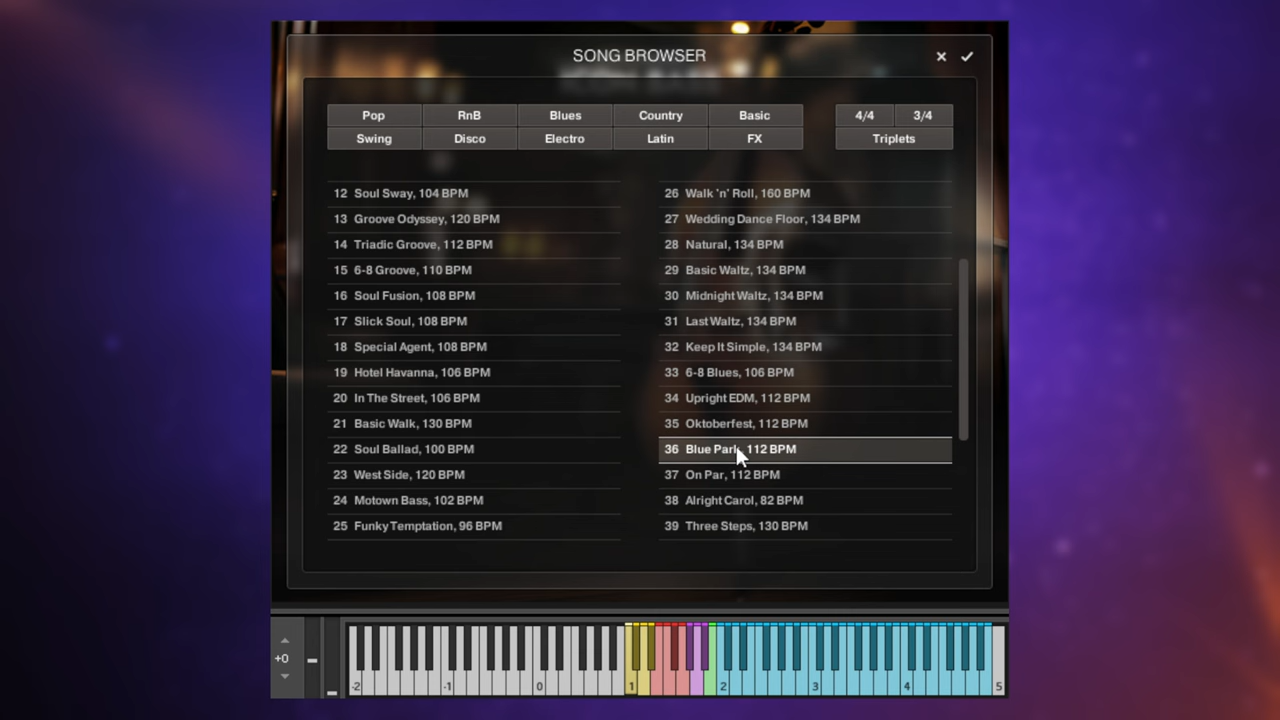 SONG BROWSER
Pop RnB Blues Country Basic 4/4 3/4
Swing Disco Electro Latin FX Triplets
12 Soul Sway, 104 BPM
13 Groove Odyssey, 120 BPM
14 Triadic Groove, 112 BPM
15 6-8 Groove, 110 BPM
16 Soul Fusion, 108 BPM
17 Slick Soul, 108 BPM
18 Special Agent, 108 BPM
19 Hotel Havanna, 106 BPM
20 In The Street, 106 BPM
21 Basic Walk, 130 BPM
22 Soul Ballad, 100 BPM
23 West Side, 120 BPM
24 Motown Bass, 102 BPM
25 Funky Temptation, 96 BPM
26 Walk 'n' Roll, 160 BPM
27 Wedding Dance Floor, 134 BPM
28 Natural, 134 BPM
29 Basic Waltz, 134 BPM
30 Midnight Waltz, 134 BPM
31 Last Waltz, 134 BPM
32 Keep It Simple, 134 BPM
33 6-8 Blues, 106 BPM
34 Upright EDM, 112 BPM
35 Oktoberfest, 112 BPM
36 Blue Park, 112 BPM
37 On Par, 112 BPM
38 Alright Carol, 82 BPM
39 Three Steps, 130 BPM
+0
-2 -1 0 1 2 3 4 5